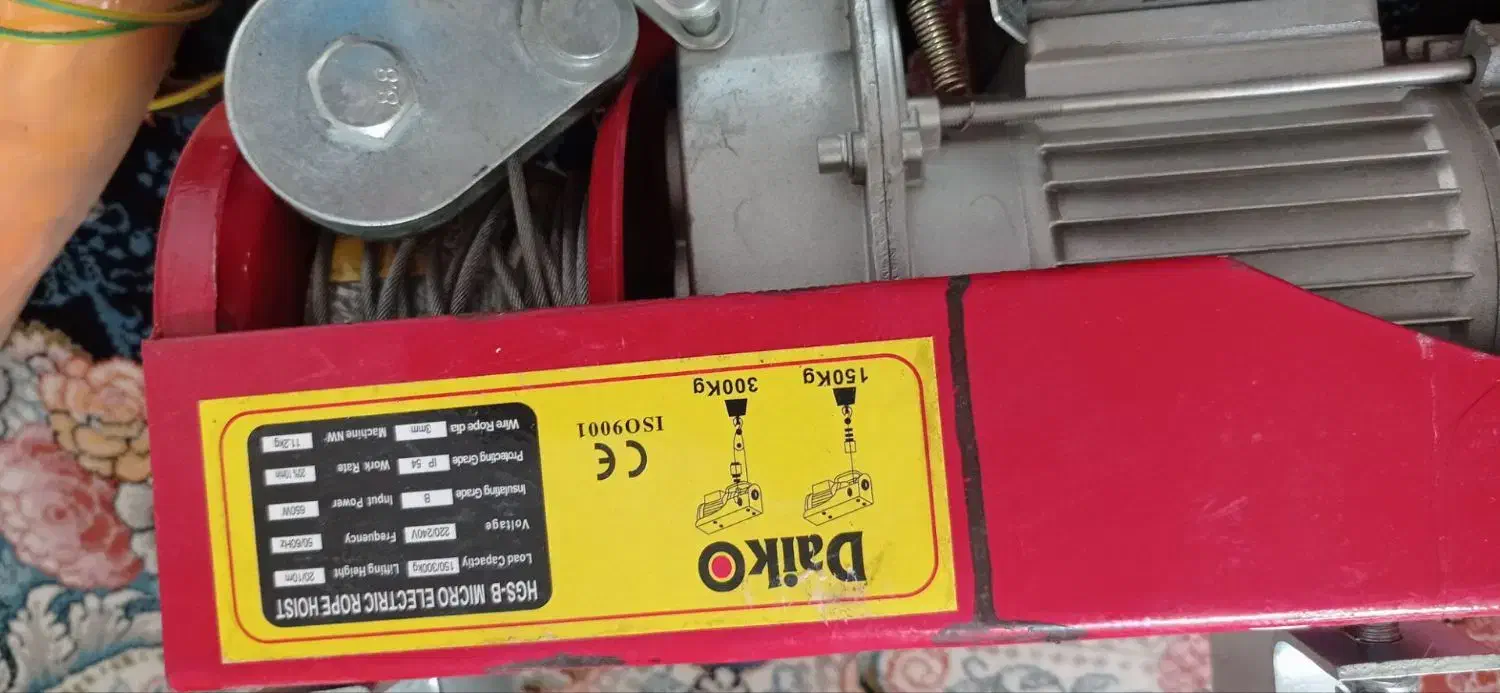 Daiko
150Kg 300Kg
CE
ISO9001
HGS-B MICRO ELECTRIC ROPE HOIST
Load Capactiy 150/300kg Lifting Height 20/10m
Voltage 220/240V Frequency 50/60Hz
Insulating Grade B Input Power 650W
Protecting Grade IP 54 Work Rate 20% 10min
Wire Rope dia 3mm Machine NW 11.2kg
8.8